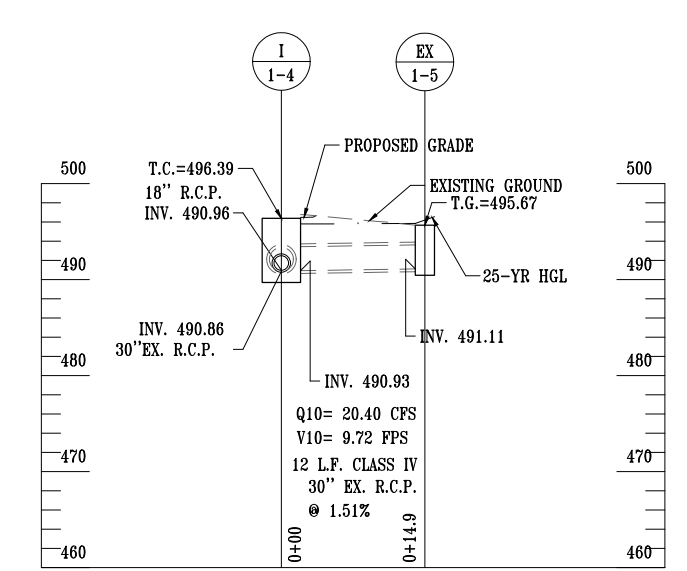 I
1-4
EX
1-5
PROPOSED GRADE
500
T.C.=496.39
500
18'' R.C.P.
EXISTING GROUND
INV. 490.96
T.G.=495.67
490
25-YR HGL
490
INV. 490.86
30''EX. R.C.P.
INV. 491.11
480
480
INV. 490.93
Q10= 20.40 CFS
V10= 9.72 FPS
470
12 L.F. CLASS IV
470
30'' EX. R.C.P.
@ 1.51%
0+00
0+14.9
460
460